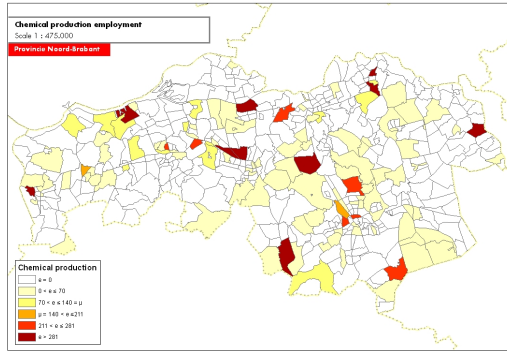 Chemical production employment
Scale 1 : 475.000
Provincie Noord-Brabant
Chemical production
e = 0
0 < e ≤ 70
70 < e ≤ 140 = μ
μ = 140 < e ≤211
211 < e ≤ 281
e > 281